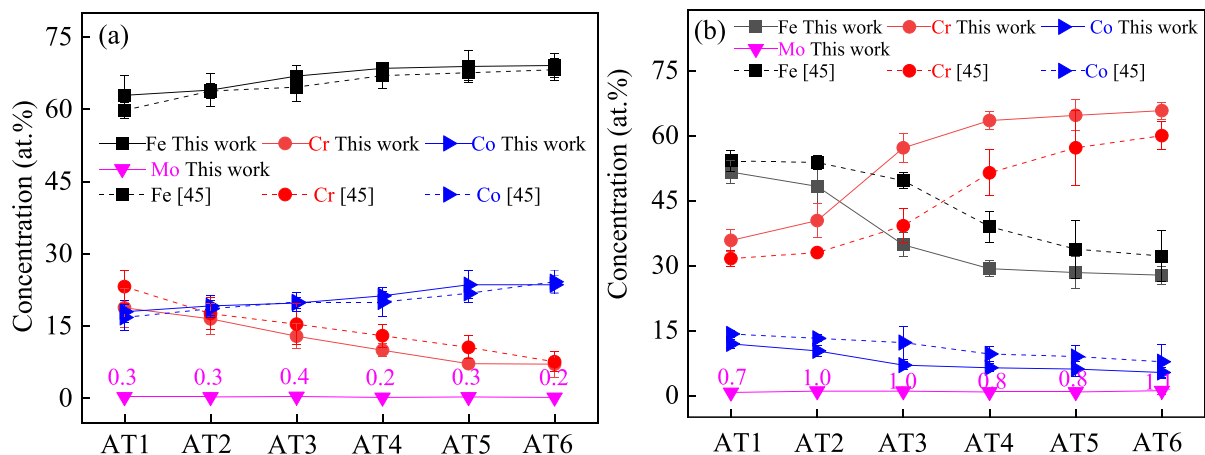 (a)
Concentration (at.%)
75
60
45
30
15
0
Fe This work Cr This work Co This work
Mo This work
Fe [45] Cr [45] Co [45]
0.3 0.3 0.4 0.2 0.3 0.2
AT1 AT2 AT3 AT4 AT5 AT6
(b)
Concentration (at.%)
75
60
45
30
15
0
Fe This work Cr This work Co This work
Mo This work
Fe [45] Cr [45] Co [45]
0.7 1.0 1.0 0.8 0.8 1.1
AT1 AT2 AT3 AT4 AT5 AT6